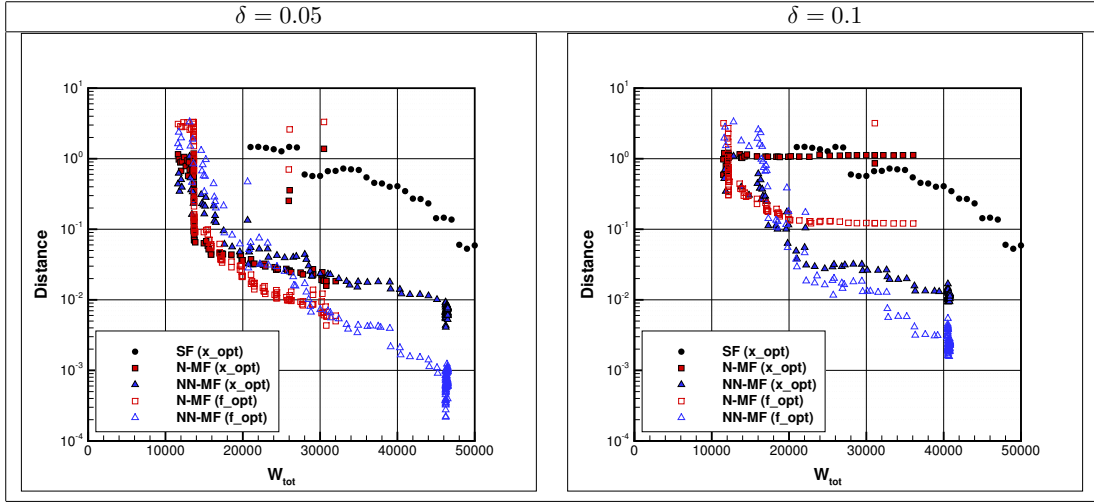 δ = 0.05
δ = 0.1
10^1
10^0
10^-1
10^-2
10^-3
10^-4
Distance
SF (x_opt)
N-MF (x_opt)
NN-MF (x_opt)
N-MF (f_opt)
NN-MF (f_opt)
0 10000 20000 30000 40000 50000
W_tot
10^1
10^0
10^-1
10^-2
10^-3
10^-4
Distance
SF (x_opt)
N-MF (x_opt)
NN-MF (x_opt)
N-MF (f_opt)
NN-MF (f_opt)
0 10000 20000 30000 40000 50000
W_tot